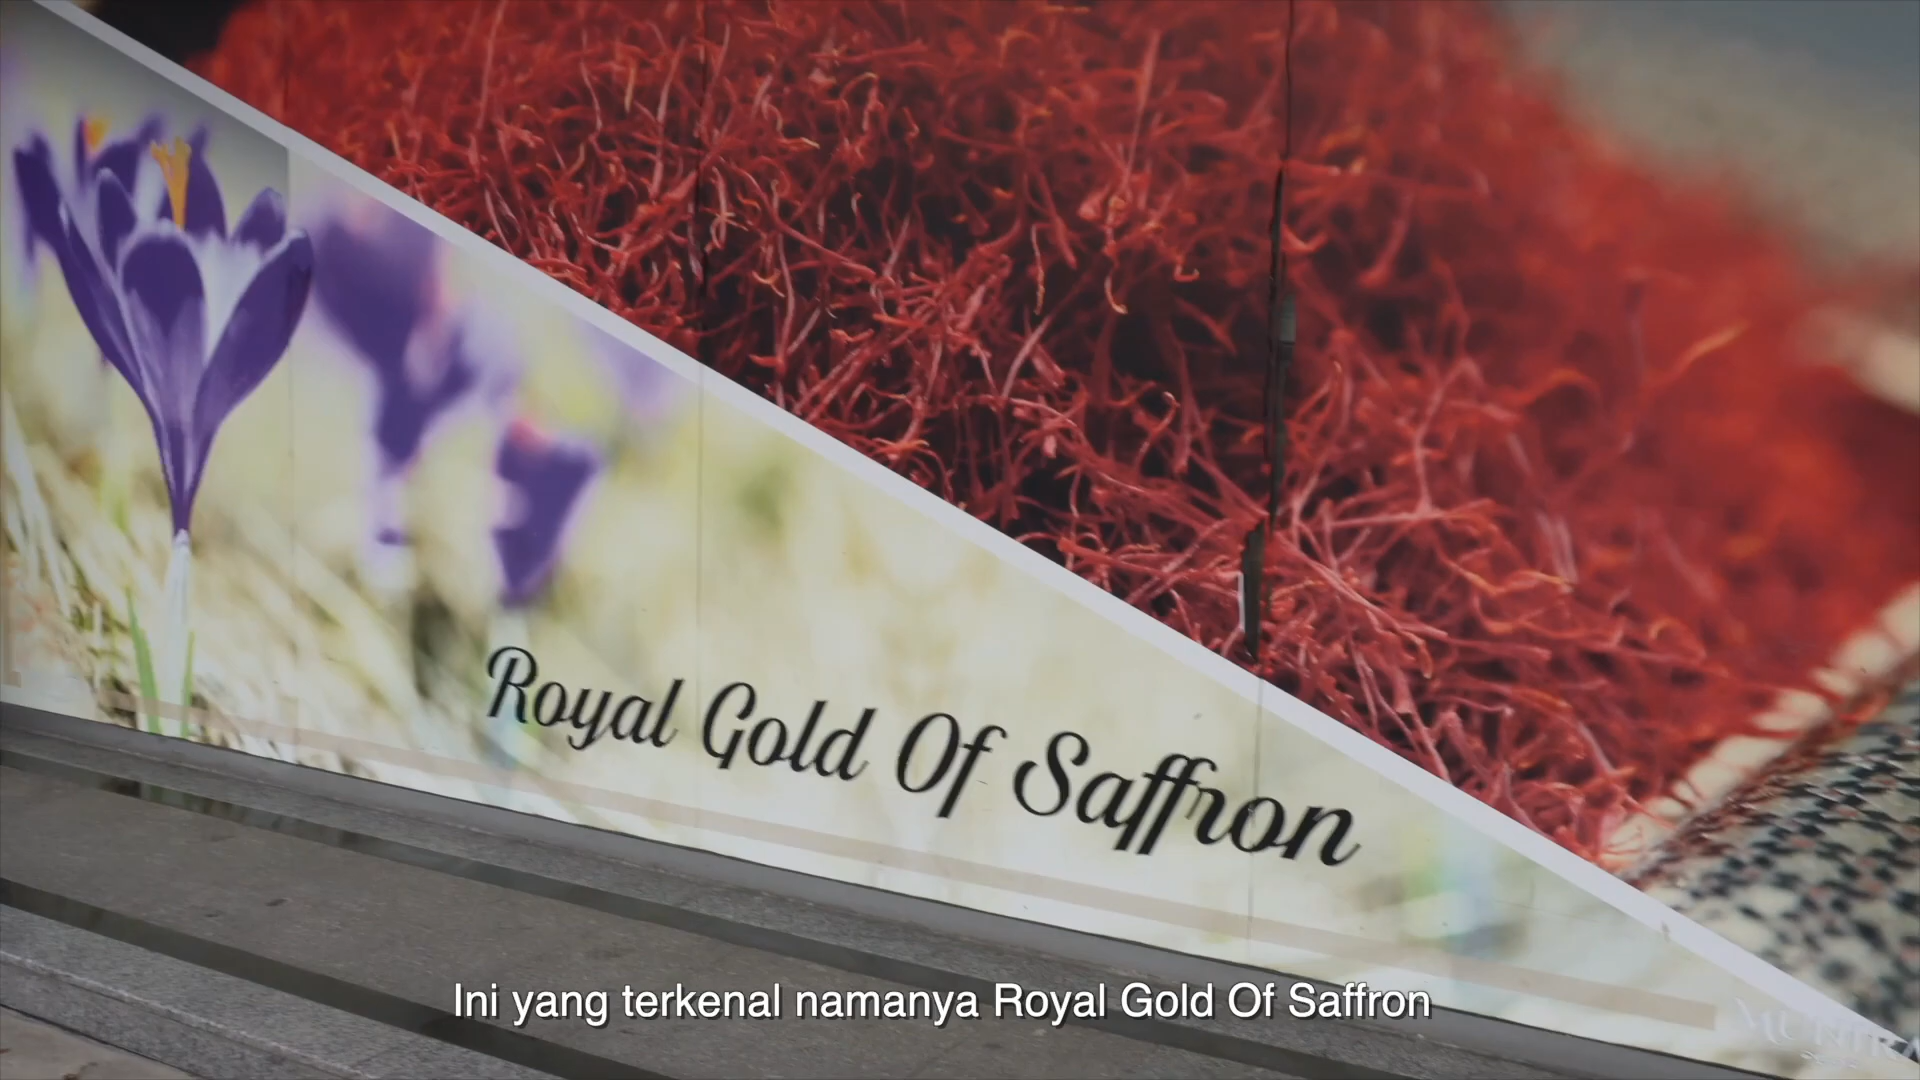 Royal Gold Of Saffron
Ini yang terkenal namanya Royal Gold Of Saffron